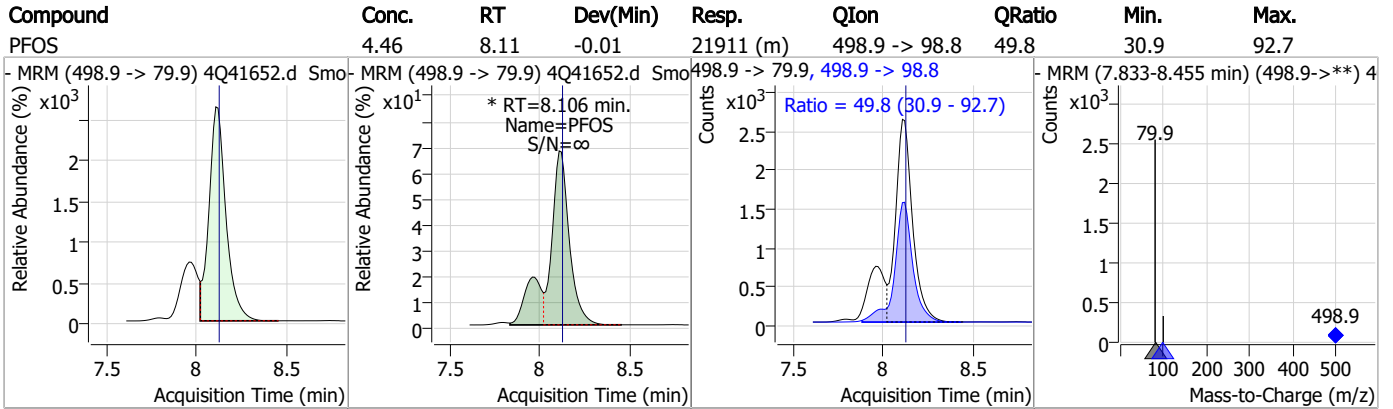 Compound Conc. RT Dev(Min) Resp. QIon QRatio Min. Max.
PFOS 4.46 8.11 -0.01 21911 (m) 498.9 -> 98.8 49.8 30.9 92.7
- MRM (498.9 -> 79.9) 4Q41652.d Smo
Relative Abundance (%)
x10³
2
1.5
1
0.5
0
7.5 8 8.5
Acquisition Time (min)
- MRM (498.9 -> 79.9) 4Q41652.d Smo
Relative Abundance (%)
x10¹
* RT=8.106 min.
Name=PFOS
S/N=∞
7
6
5
4
3
2
1
0
7.5 8 8.5
Acquisition Time (min)
498.9 -> 79.9, 498.9 -> 98.8
Counts
x10³
Ratio = 49.8 (30.9 - 92.7)
2.5
2
1.5
1
0.5
0
7.5 8 8.5
Acquisition Time (min)
- MRM (7.833-8.455 min) (498.9->**) 4
Counts
x10³
79.9
2.5
2
1.5
1
0.5
498.9
0
100 200 300 400 500
Mass-to-Charge (m/z)